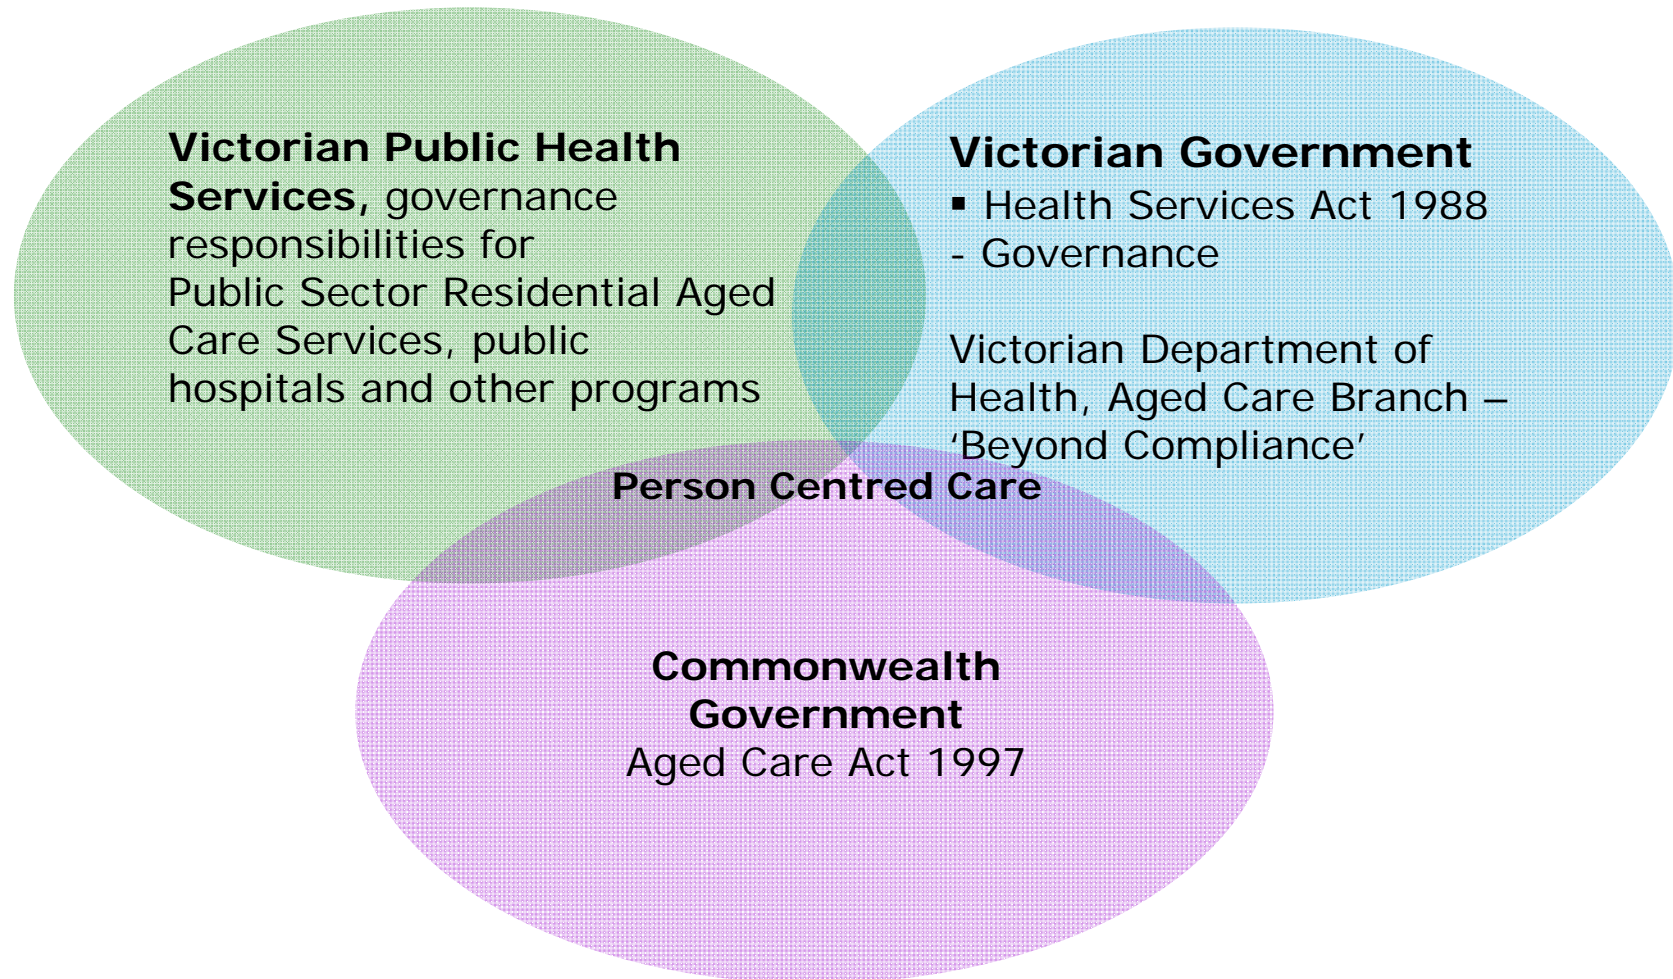 Victorian Public Health
Services, governance
responsibilities for
Public Sector Residential Aged
Care Services, public
hospitals and other programs
Victorian Government
▪ Health Services Act 1988
- Governance
Victorian Department of
Health, Aged Care Branch –
‘Beyond Compliance’
Person Centred Care
Commonwealth
Government
Aged Care Act 1997